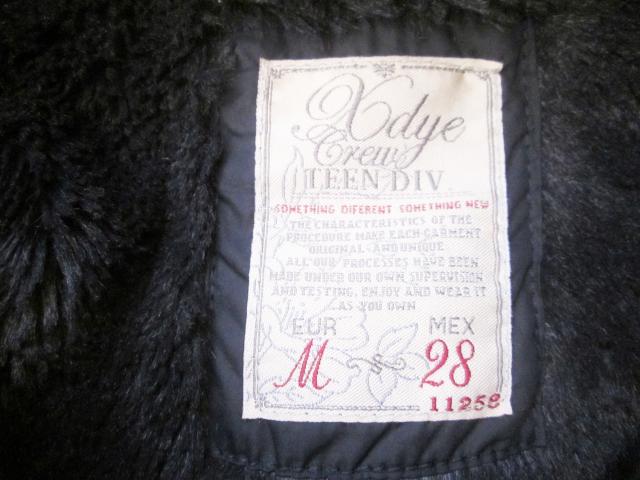 Xdye
Crew
TEEN DIV.
SOMETHING DIFERENT SOMETHING NEW
THE CHARACTERISTICS OF THE
PROCEDURE MAKE EACH GARMENT
ORIGINAL AND UNIQUE
ALL OUR PROCESSES HAVE BEEN
MADE UNDER OUR OWN SUPERVISION
AND TESTING, ENJOY AND WEAR IT
AS YOU OWN
EUR MEX
M S 28
11258